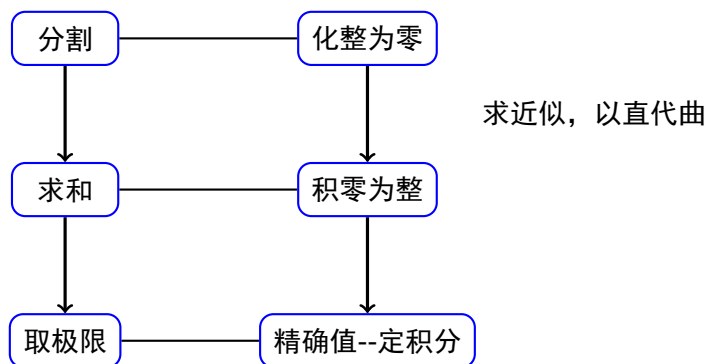 分割
化整为零
求近似，以直代曲
求和
积零为整
取极限
精确值--定积分